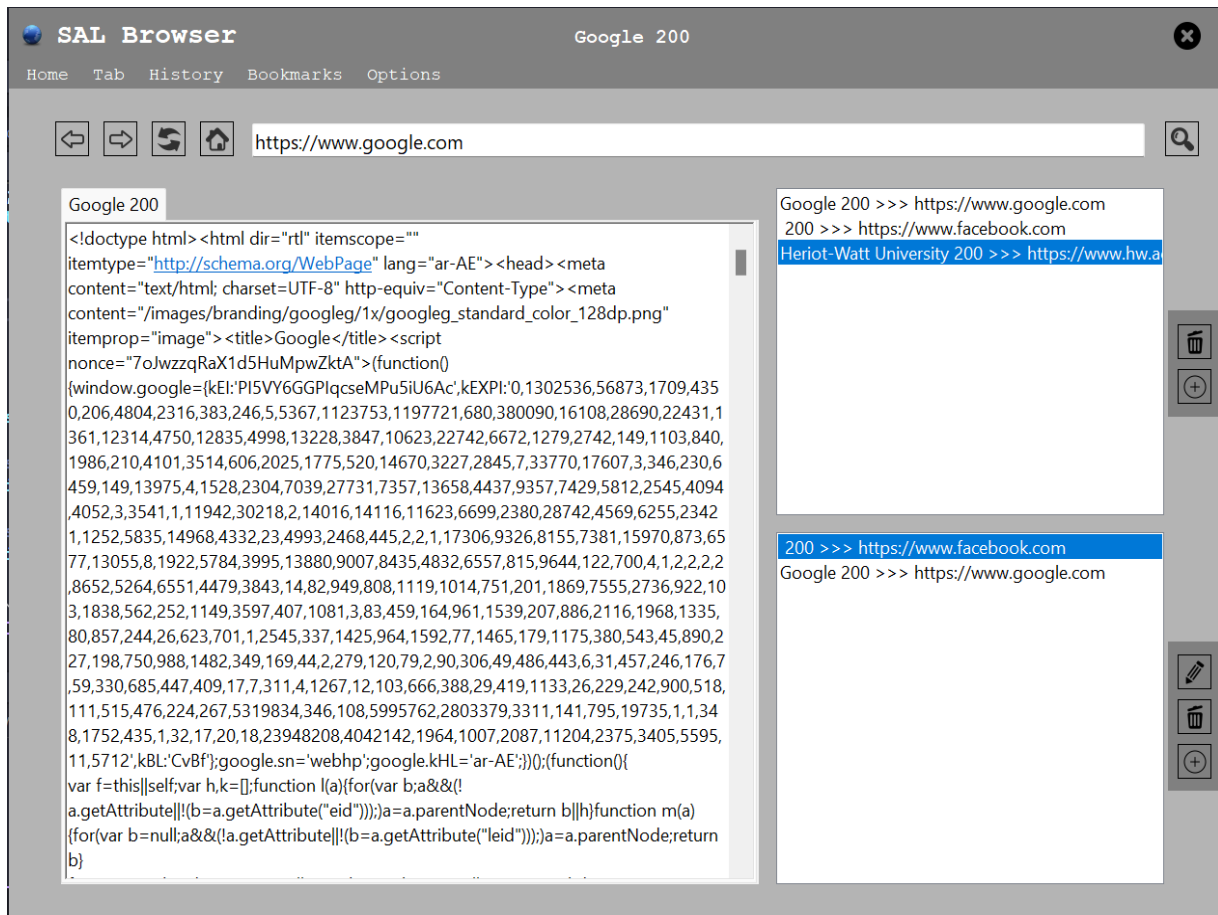 SAL Browser
Google 200
Home Tab History Bookmarks Options
https://www.google.com
Google 200
<!doctype html><html dir="rtl" itemscope=""
itemtype="http://schema.org/WebPage" lang="ar-AE"><head><meta
content="text/html; charset=UTF-8" http-equiv="Content-Type"><meta
content="/images/branding/googleg/1x/googleg_standard_color_128dp.png"
itemprop="image"><title>Google</title><script
nonce="7oJwzzqRaX1d5HuMpwZktA">(function()
{window.google={kEI:'PI5VY6GGPIqcseMPu5iU6Ac',kEXPI:'0,1302536,56873,1709,435
0,206,4804,2316,383,246,5,5367,1123753,1197721,680,380090,16108,28690,22431,1
361,12314,4750,12835,4998,13228,3847,10623,22742,6672,1279,2742,149,1103,840,
1986,210,4101,3514,606,2025,1775,520,14670,3227,2845,7,33770,17607,3,346,230,6
459,149,13975,4,1528,2304,7039,27731,7357,13658,4437,9357,7429,5812,2545,4094
,4052,3,3541,1,11942,30218,2,14016,14116,11623,6699,2380,28742,4569,6255,2342
1,1252,5835,14968,4332,23,4993,2468,445,2,2,1,17306,9326,8155,7381,15970,873,65
77,13055,8,1922,5784,3995,13880,9007,8435,4832,6557,815,9644,122,700,4,1,2,2,2,2
,8652,5264,6551,4479,3843,14,82,949,808,1119,1014,751,201,1869,7555,2736,922,10
3,1838,562,252,1149,3597,407,1081,3,83,459,164,961,1539,207,886,2116,1968,1335,
80,857,244,26,623,701,1,2545,337,1425,964,1592,77,1465,179,1175,380,543,45,890,2
27,198,750,988,1482,349,169,44,2,279,120,79,2,90,306,49,486,443,6,31,457,246,176,7
,59,330,685,447,409,17,7,311,4,1267,12,103,666,388,29,419,1133,26,229,242,900,518,
111,515,476,224,267,5319834,346,108,5995762,2803379,3311,141,795,19735,1,1,34
8,1752,435,1,32,17,20,18,23948208,4042142,1964,1007,2087,11204,2375,3405,5595,
11,5712',kBL:'CvBf'};google.sn='webhp';google.kHL='ar-AE';})();(function(){
var f=this||self;var h,k=[];function l(a){for(var b;a&&(!
a.getAttribute||!(b=a.getAttribute("eid")));)a=a.parentNode;return b||h}function m(a)
{for(var b=null;a&&(!a.getAttribute||!(b=a.getAttribute("leid")));)a=a.parentNode;return
b}
Google 200 >>> https://www.google.com
200 >>> https://www.facebook.com
Heriot-Watt University 200 >>> https://www.hw.a
200 >>> https://www.facebook.com
Google 200 >>> https://www.google.com